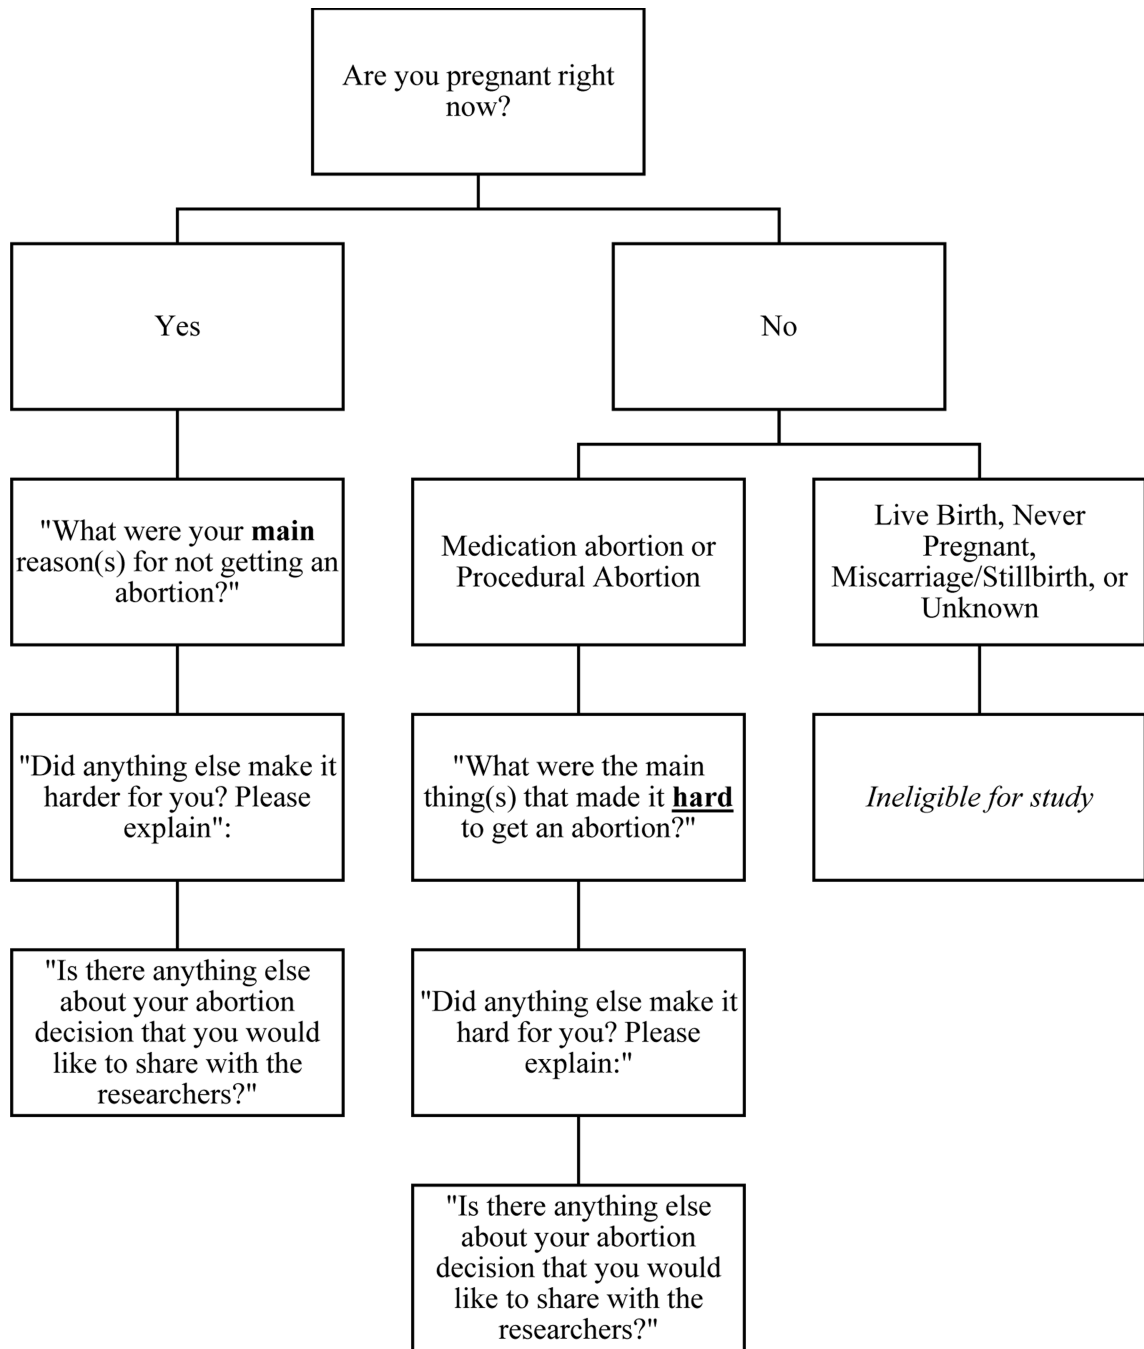 Are you pregnant right
now?
Yes
No
"What were your main
reason(s) for not getting an
abortion?"
Medication abortion or
Procedural Abortion
Live Birth, Never
Pregnant,
Miscarriage/Stillbirth, or
Unknown
"Did anything else make it
harder for you? Please
explain":
"What were the main
thing(s) that made it hard
to get an abortion?"
Ineligible for study
"Is there anything else
about your abortion
decision that you would
like to share with the
researchers?"
"Did anything else make it
hard for you? Please
explain:"
"Is there anything else
about your abortion
decision that you would
like to share with the
researchers?"